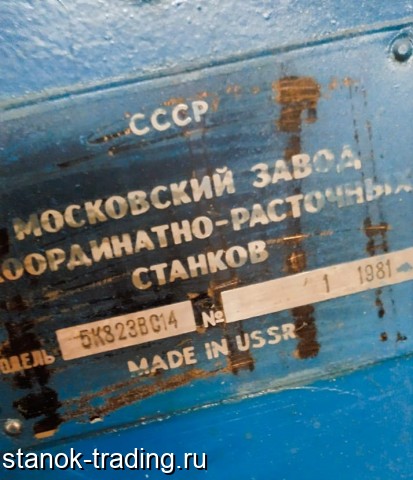 СССР
МОСКОВСКИЙ ЗАВОД
КООРДИНАТНО-РАСТОЧНЫХ
СТАНКОВ
МОДЕЛЬ 5К823ВС14 № 1 1981
MADE IN USSR
stanok-trading.ru